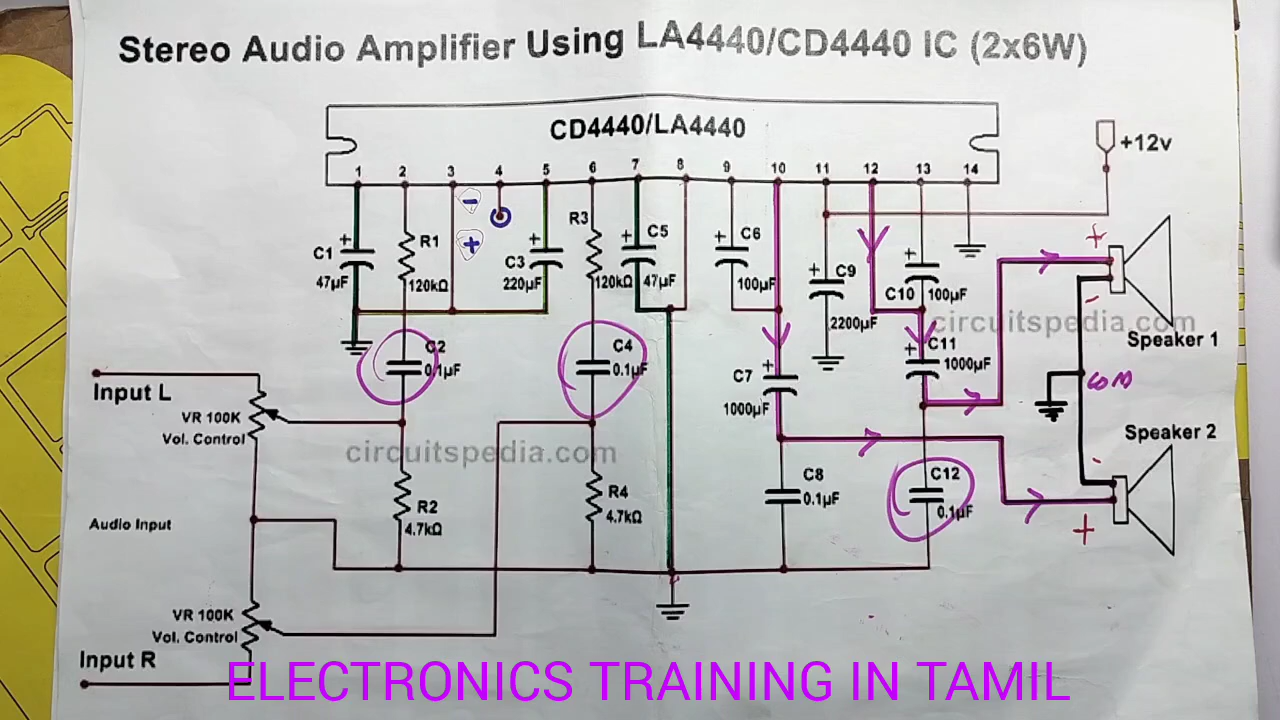 Stereo Audio Amplifier Using LA4440/CD4440 IC (2x6W)
CD4440/LA4440
1 2 3 4 5 6 7 8 9 10 11 12 13 14
+12v
- +
C1
47µF
R1
120kΩ
C3
220µF
R3
120kΩ
C5
47µF
C6
100µF
C9
2200µF
C10
100µF
circuitspedia.com
Speaker 1
C2
0.1µF
C4
0.1µF
C7
1000µF
C11
1000µF
Input L
VR 100K
Vol. Control
circuitspedia.com
Speaker 2
R2
4.7kΩ
R4
4.7kΩ
C8
0.1µF
C12
0.1µF
Audio Input
VR 100K
Vol. Control
Input R
ELECTRONICS TRAINING IN TAMIL